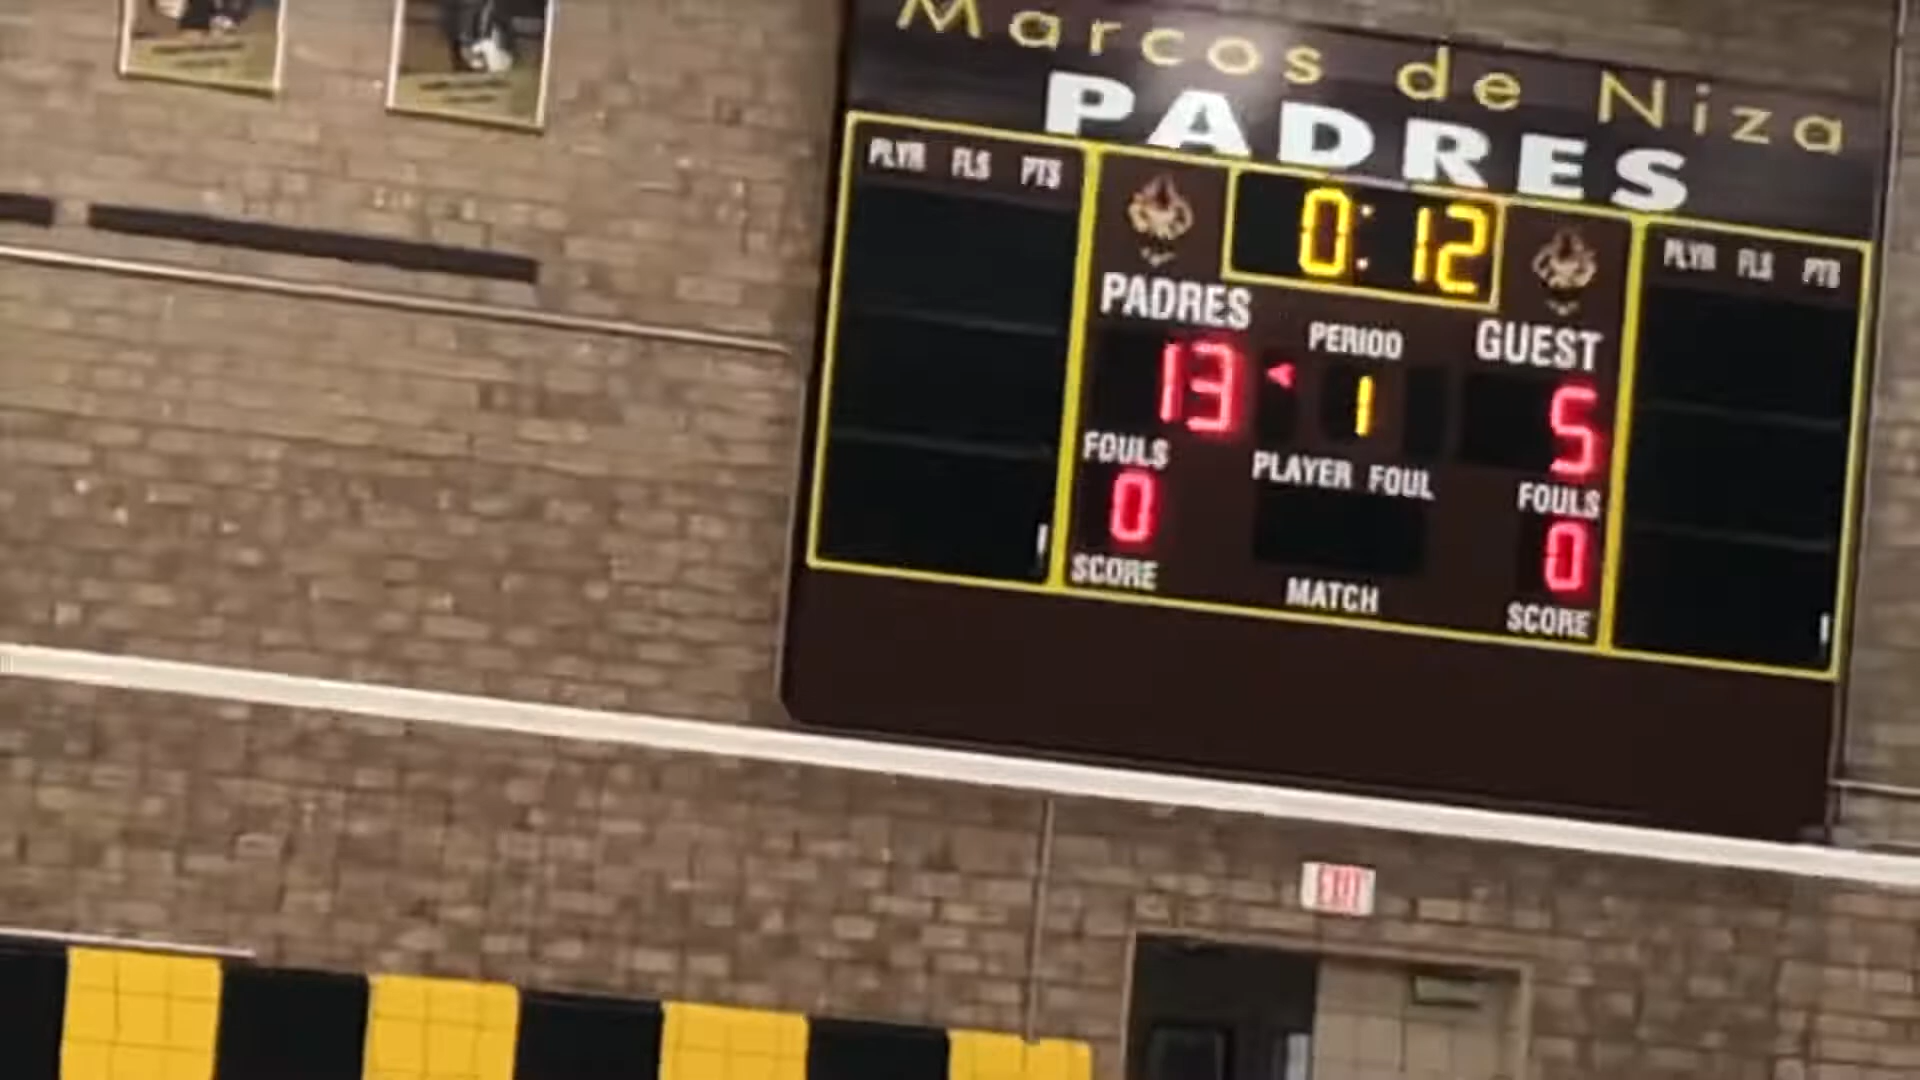 Marcos de Niza
PADRES
PLYR FLS PTS
0:12
PLYR FLS PTS
PADRES
PERIOD
GUEST
13
1
5
FOULS
PLAYER FOUL
FOULS
0
0
SCORE
MATCH
SCORE
EXIT